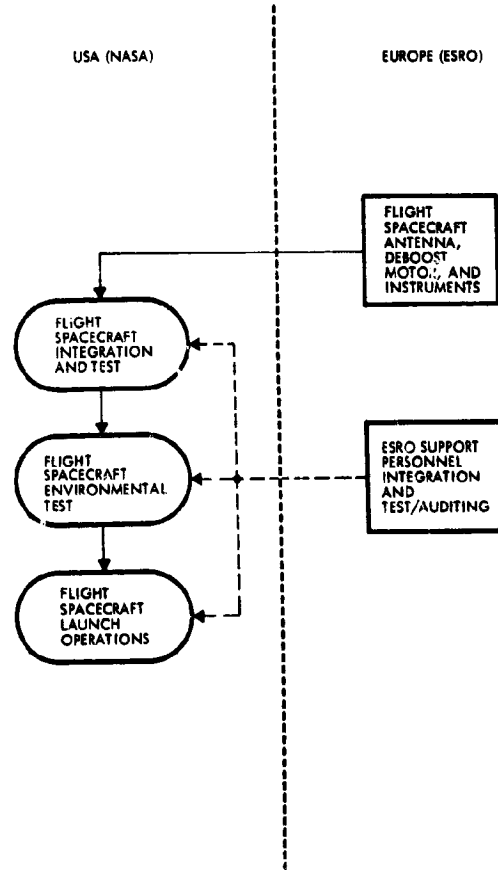 USA (NASA)
EUROPE (ESRO)
FLIGHT
SPACECRAFT
ANTENNA,
DEBOOST
MOTOR, AND
INSTRUMENTS
FLIGHT
SPACECRAFT
INTEGRATION
AND TEST
FLIGHT
SPACECRAFT
ENVIRONMENTAL
TEST
ESRO SUPPORT
PERSONNEL
INTEGRATION
AND
TEST/AUDITING
FLIGHT
SPACECRAFT
LAUNCH
OPERATIONS